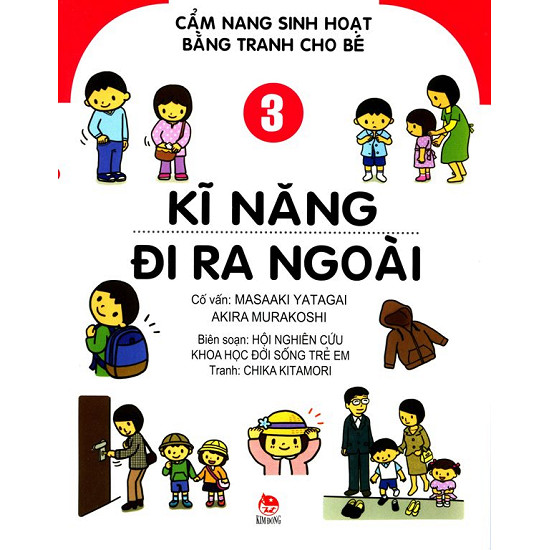 CẨM NANG SINH HOẠT
BẰNG TRANH CHO BÉ
3
KĨ NĂNG
ĐI RA NGOÀI
Cố vấn: MASAAKI YATAGAI
AKIRA MURAKOSHI
Biên soạn: HỘI NGHIÊN CỨU
KHOA HỌC ĐỜI SỐNG TRẺ EM
Tranh: CHIKA KITAMORI
KIM ĐỒNG